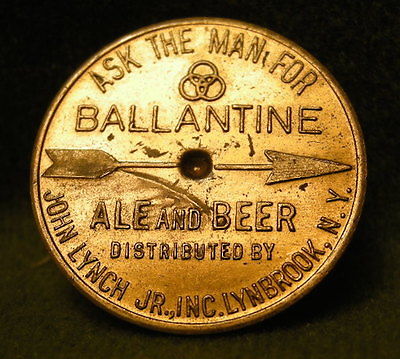 ASK THE MAN FOR
BALLANTINE
ALE AND BEER
DISTRIBUTED BY
JOHN LYNCH JR., INC. LYNBROOK, N.Y.